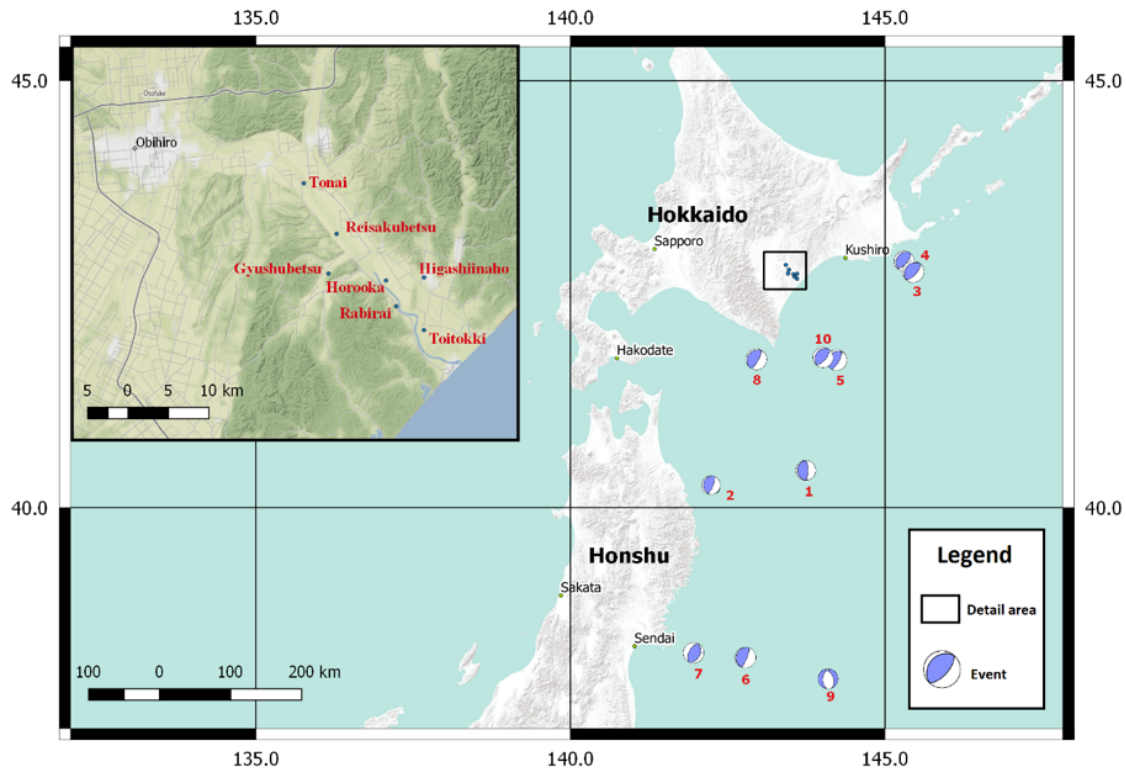 135.0 140.0 145.0
45.0 45.0
Otofuke
Obihiro
Tonai
Reisakubetsu
Gyushubetsu Higashiinaho
Horooka
Rabirai
Toitokki
5 0 5 10 km
Hokkaido
Sapporo
Kushiro
4
3
Hakodate
10
8 5
2 1
40.0 40.0
Honshu
Sakata
Sendai
7 6 9
100 0 100 200 km
Legend
Detail area
Event
135.0 140.0 145.0